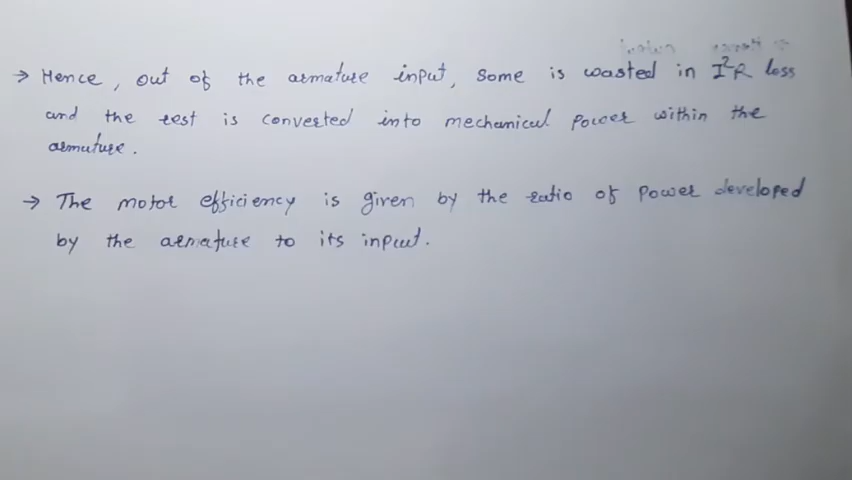 → Hence, out of the armature input, some is wasted in I²R loss
and the rest is converted into mechanical power within the
armature.
→ The motor efficiency is given by the ratio of power developed
by the armature to its input.